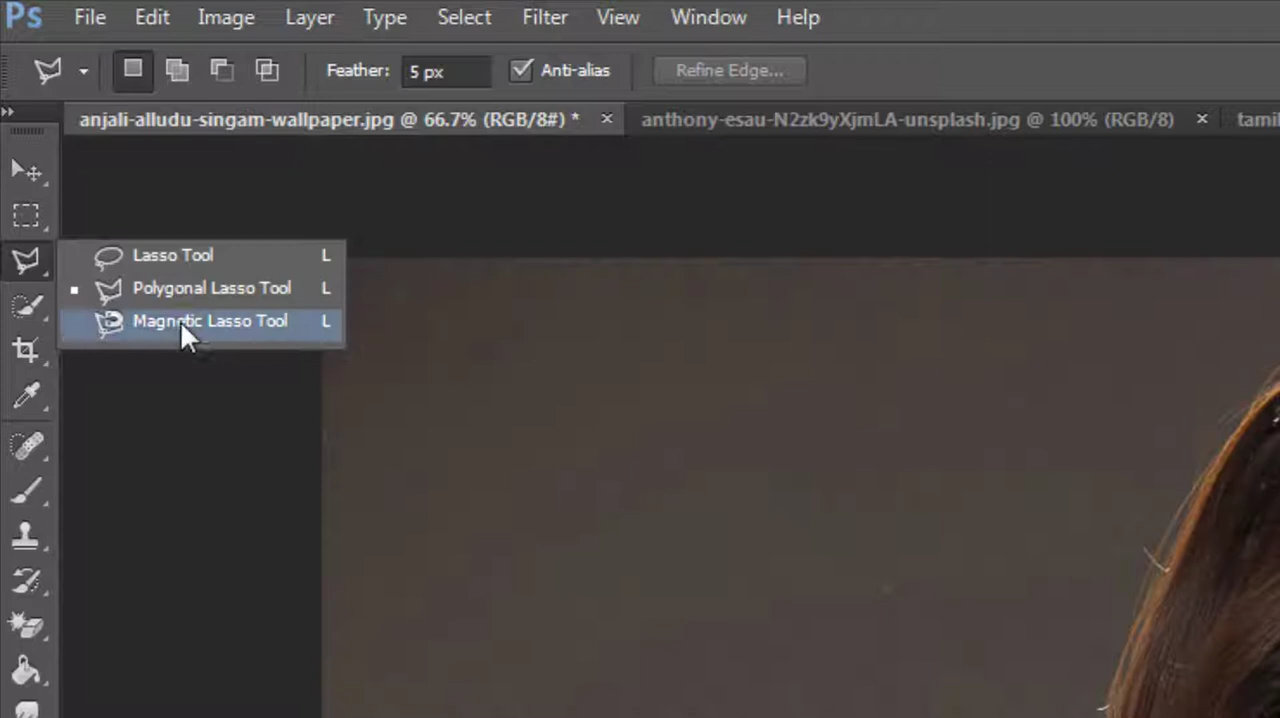 Ps File Edit Image Layer Type Select Filter View Window Help
Feather: 5 px Anti-alias Refine Edge...
anjali-alludu-singam-wallpaper.jpg @ 66.7% (RGB/8#) * × anthony-esau-N2zk9yXjmLA-unsplash.jpg @ 100% (RGB/8) × tamil
Lasso Tool L
Polygonal Lasso Tool L
Magnetic Lasso Tool L